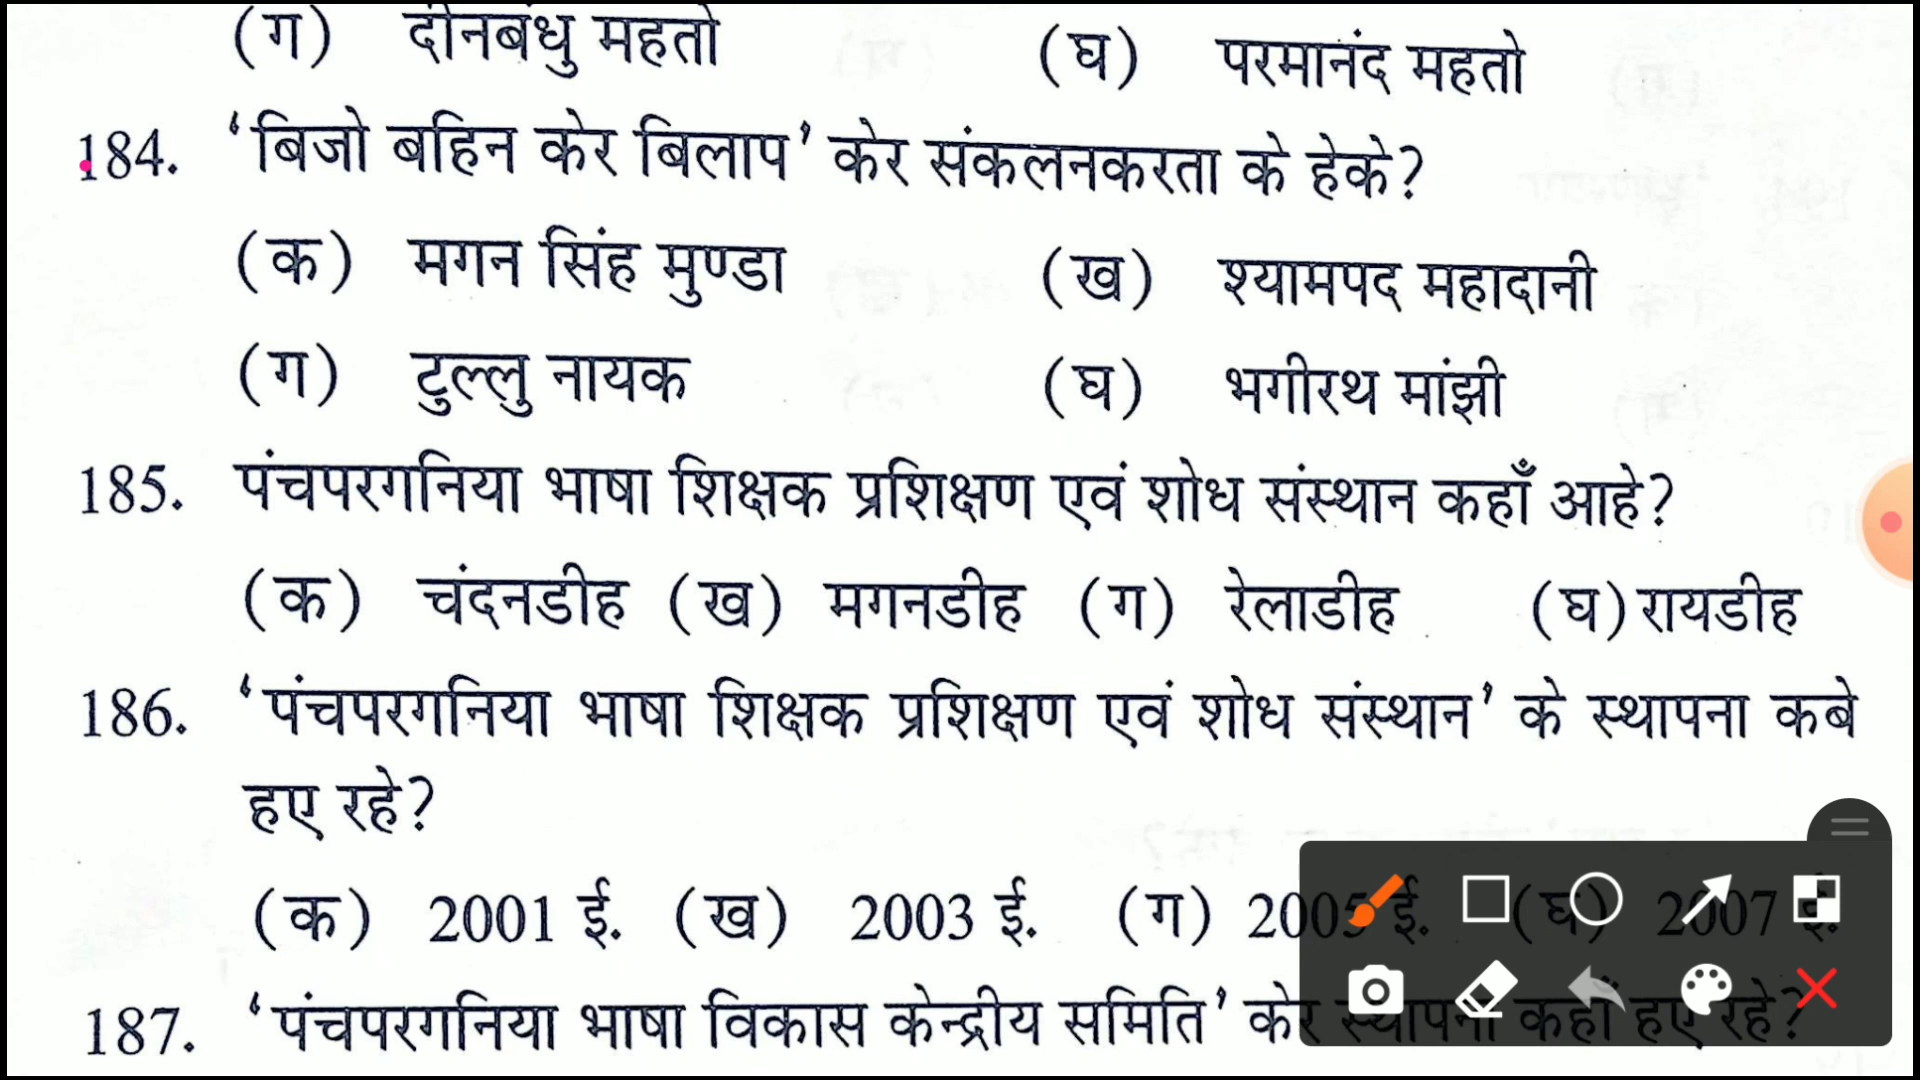 (ग) दीनबंधु महतो (घ) परमानंद महतो
184. ‘बिजो बहिन केर बिलाप’ केर संकलनकरता के हेके?
(क) मगन सिंह मुण्डा (ख) श्यामपद महादानी
(ग) टुल्लु नायक (घ) भगीरथ मांझी
185. पंचपरगनिया भाषा शिक्षक प्रशिक्षण एवं शोध संस्थान कहाँ आहे?
(क) चंदनडीह (ख) मगनडीह (ग) रेलाडीह (घ) रायडीह
186. ‘पंचपरगनिया भाषा शिक्षक प्रशिक्षण एवं शोध संस्थान’ के स्थापना कबे
हए रहे?
(क) 2001 ई. (ख) 2003 ई. (ग) 2005 ई. (घ) 2007 ई.
187. ‘पंचपरगनिया भाषा विकास केन्द्रीय समिति’ केर स्थापना कहाँ हए रहे?